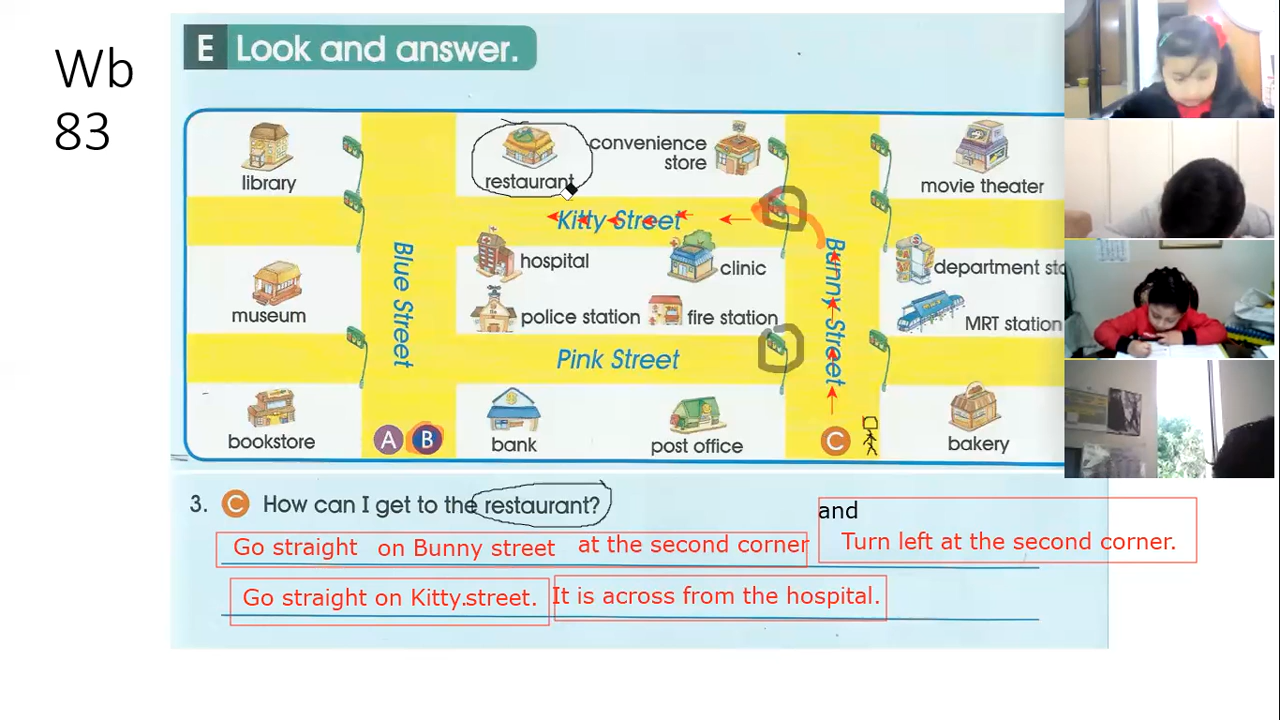 Wb
83
E Look and answer.
library
restaurant
convenience
store
movie theater
Kitty Street
Blue Street
Bunny Street
hospital
clinic
department sto
museum
police station
fire station
MRT station
Pink Street
bookstore
A B
bank
post office
C
bakery
3. C How can I get to the restaurant?
and
Go straight on Bunny street at the second corner
Turn left at the second corner.
Go straight on Kitty.street. It is across from the hospital.